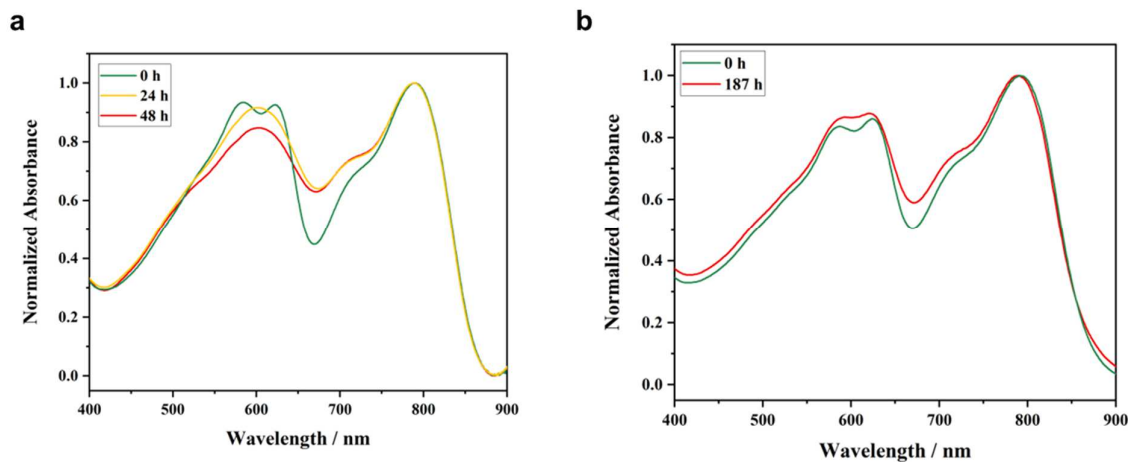 a
0 h
24 h
48 h
1.0
0.8
0.6
0.4
0.2
0.0
400 500 600 700 800 900
Normalized Absorbance
Wavelength / nm
b
0 h
187 h
1.0
0.8
0.6
0.4
0.2
0.0
400 500 600 700 800 900
Normalized Absorbance
Wavelength / nm